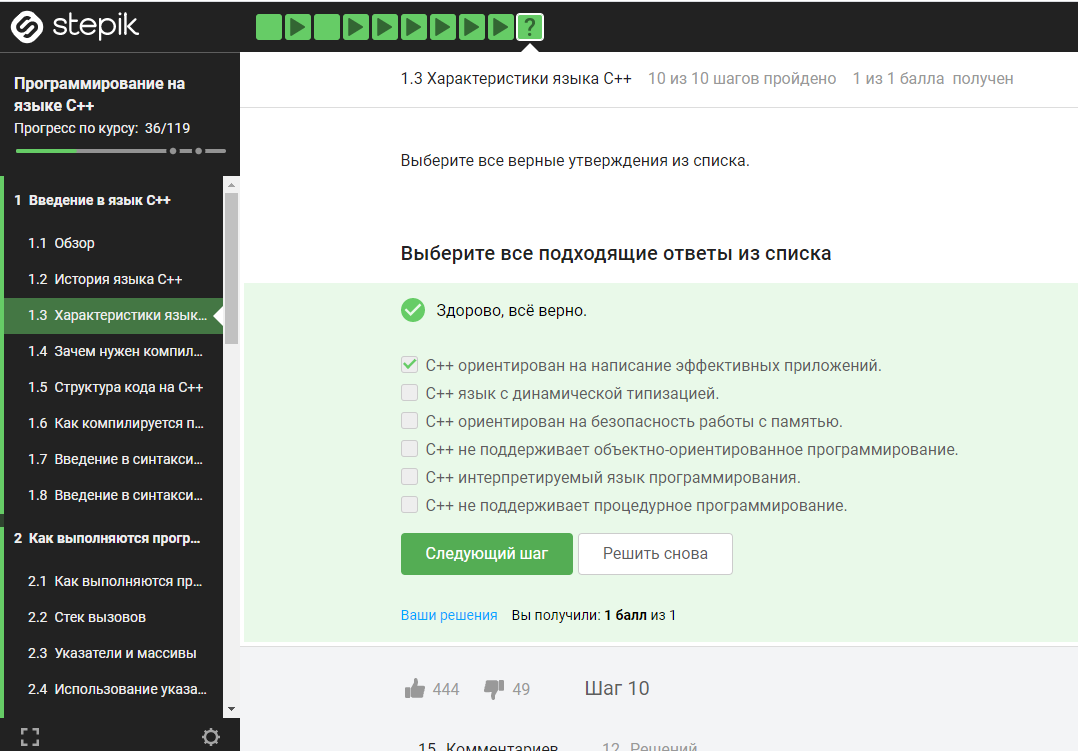 stepik
?
Программирование на
языке C++
Прогресс по курсу: 36/119
1 Введение в язык C++
1.1 Обзор
1.2 История языка C++
1.3 Характеристики язык...
1.4 Зачем нужен компил...
1.5 Структура кода на C++
1.6 Как компилируется п...
1.7 Введение в синтакси...
1.8 Введение в синтакси...
2 Как выполняются прогр...
2.1 Как выполняются пр...
2.2 Стек вызовов
2.3 Указатели и массивы
2.4 Использование указа...
1.3 Характеристики языка C++ 10 из 10 шагов пройдено 1 из 1 балла получен
Выберите все верные утверждения из списка.
Выберите все подходящие ответы из списка
Здорово, всё верно.
C++ ориентирован на написание эффективных приложений.
C++ язык с динамической типизацией.
C++ ориентирован на безопасность работы с памятью.
C++ не поддерживает объектно-ориентированное программирование.
C++ интерпретируемый язык программирования.
C++ не поддерживает процедурное программирование.
Следующий шаг Решить снова
Ваши решения Вы получили: 1 балл из 1
444 49 Шаг 10
15 Комментариев 12 Решений